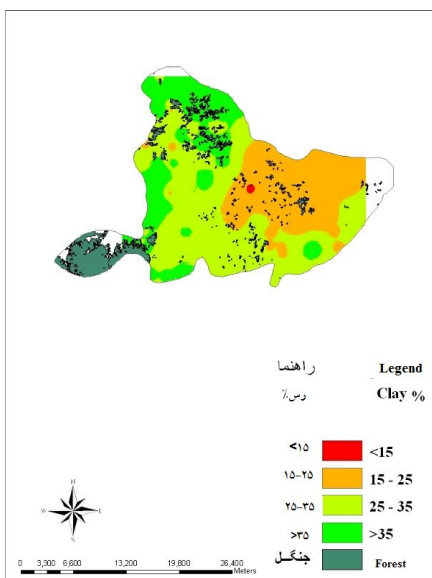 راهنما Legend
رس٪ Clay %
<۱۵ <15
۱۵-۲۵ 15 - 25
۲۵-۳۵ 25 - 35
>۳۵ >35
جنگل Forest
N
W E
S
0 3,300 6,600 13,200 19,800 26,400
Meters